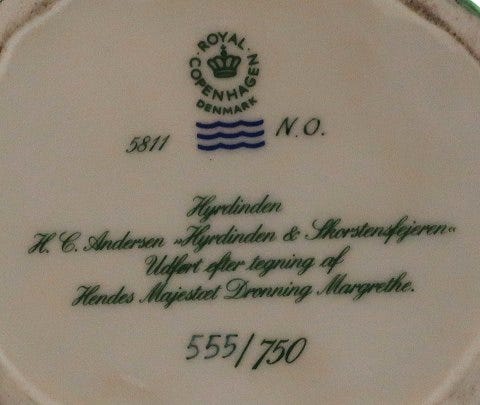 ROYAL
COPENHAGEN
DENMARK
5811 N.O.
Hyrdinden
H. C. Andersen »Hyrdinden & Skorstensfejeren«
Udført efter tegning af
Hendes Majestæt Dronning Margrethe.
555/750